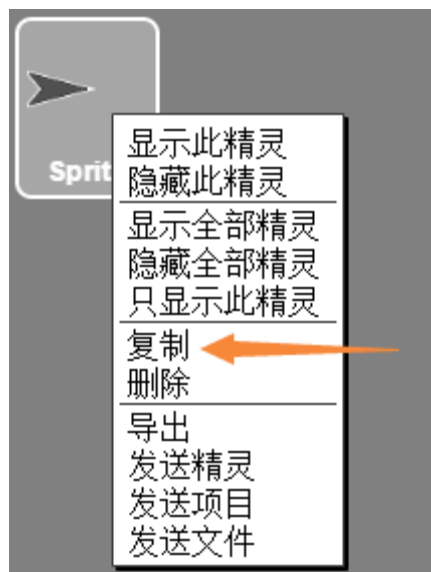 Sprit
显示此精灵
隐藏此精灵
显示全部精灵
隐藏全部精灵
只显示此精灵
复制
删除
导出
发送精灵
发送项目
发送文件